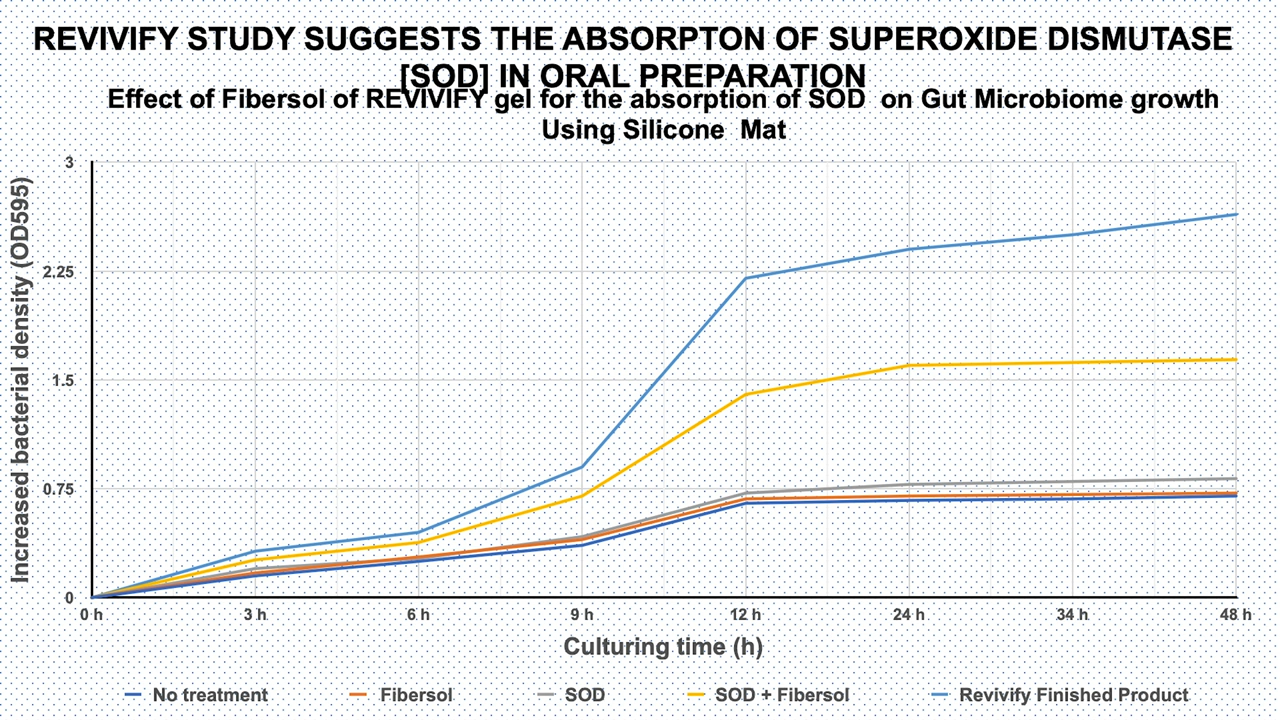 REVIVIFY STUDY SUGGESTS THE ABSORPTON OF SUPEROXIDE DISMUTASE
[SOD] IN ORAL PREPARATION
Effect of Fibersol of REVIVIFY gel for the absorption of SOD on Gut Microbiome growth
Using Silicone Mat
Increased bacterial density (OD595)
3
2.25
1.5
0.75
0
0 h 3 h 6 h 9 h 12 h 24 h 34 h 48 h
Culturing time (h)
No treatment Fibersol SOD SOD + Fibersol Revivify Finished Product